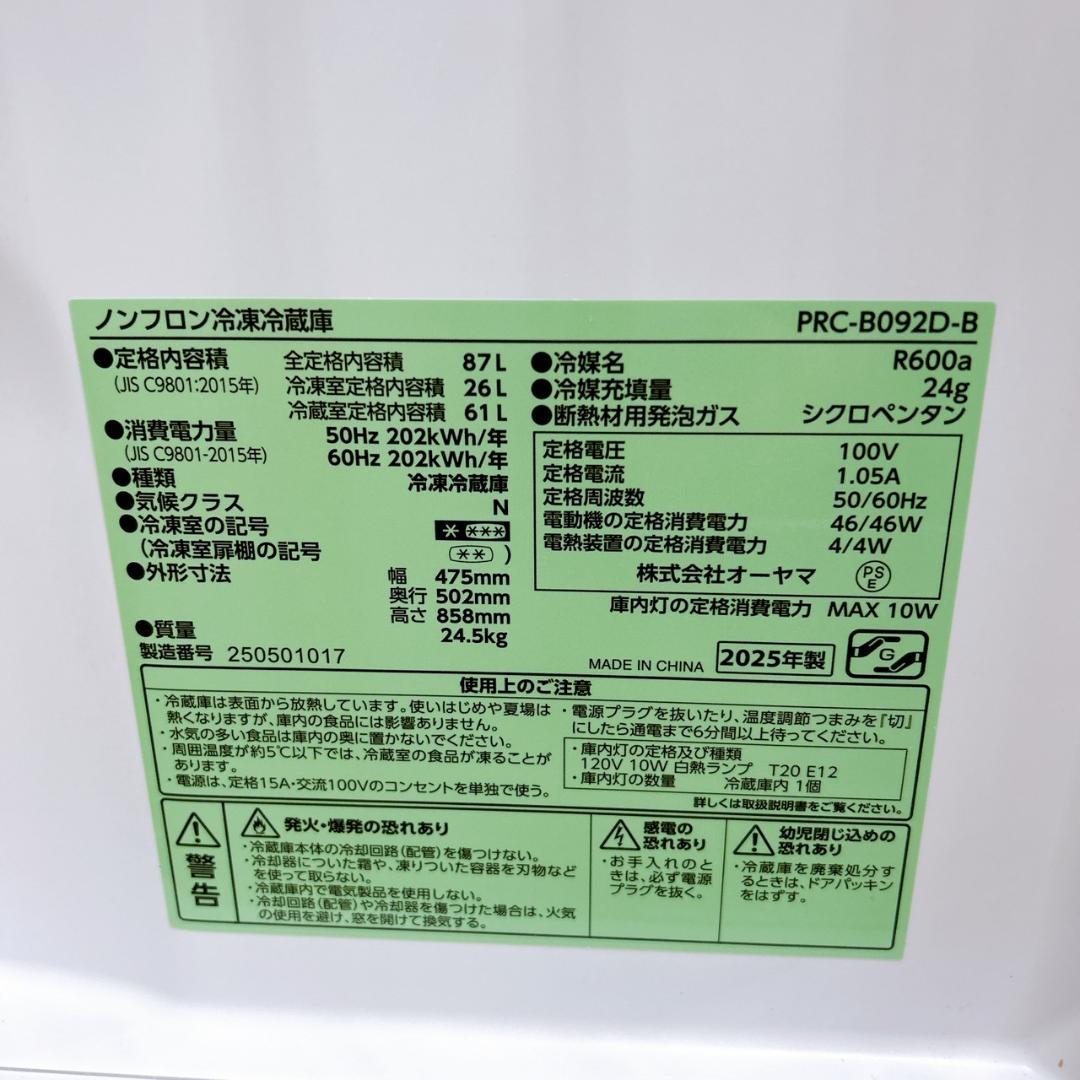 ノンフロン冷凍冷蔵庫 PRC-B092D-B
●定格内容積 全定格内容積 87L
(JIS C9801:2015年) 冷凍室定格内容積 26L
冷蔵室定格内容積 61L
●消費電力量 50Hz 202kWh/年
(JIS C9801-2015年) 60Hz 202kWh/年
●種類 冷凍冷蔵庫
●気候クラス N
●冷凍室の記号 * ***
(冷凍室扉棚の記号 ** )
●外形寸法 幅 475mm
奥行 502mm
高さ 858mm
●質量 24.5kg
製造番号 250501017
●冷媒名 R600a
●冷媒充填量 24g
●断熱材用発泡ガス シクロペンタン
定格電圧 100V
定格電流 1.05A
定格周波数 50/60Hz
電動機の定格消費電力 46/46W
電熱装置の定格消費電力 4/4W
株式会社オーヤマ PSE
庫内灯の定格消費電力 MAX 10W
MADE IN CHINA 2025年製 G
使用上のご注意
・冷蔵庫は表面から放熱しています。使いはじめや夏場は
熱くなりますが、庫内の食品には影響ありません。
・水気の多い食品は庫内の奥に置かないでください。
・周囲温度が約5℃以下では、冷蔵室の食品が凍ることが
あります。
・電源は、定格15A・交流100Vのコンセントを単独で使う。
・電源プラグを抜いたり、温度調節つまみを『切』
にしたら通電まで6分間以上待ってください。
・庫内灯の定格及び種類
120V 10W 白熱ランプ T20 E12
・庫内灯の数量 冷蔵庫内 1個
詳しくは取扱説明書をご覧ください。
警告
発火・爆発の恐れあり
・冷蔵庫本体の冷却回路(配管)を傷つけない。
・冷却器についた霜や、凍りついた容器を刃物など
を使って取らない。
・冷蔵庫内で電気製品を使用しない。
・冷却回路(配管)や冷却器を傷つけた場合は、火気
の使用を避け、窓を開けて換気する。
感電の
恐れあり
・お手入れのと
きは、必ず電源
プラグを抜く。
幼児閉じ込めの
恐れあり
・冷蔵庫を廃棄処分す
るときは、ドアパッキン
をはずす。